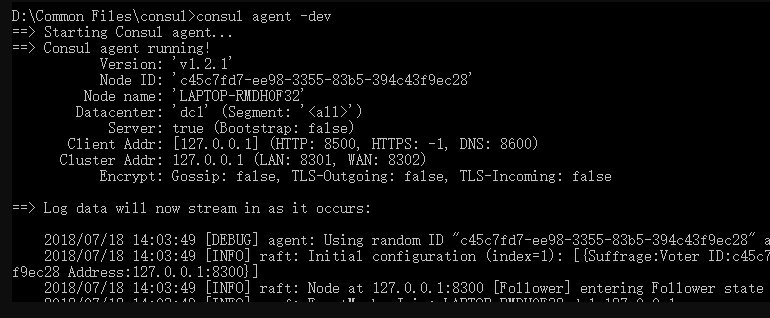 D:\Common Files\consul>consul agent -dev
==> Starting Consul agent...
==> Consul agent running!
Version: 'v1.2.1'
Node ID: 'c45c7fd7-ee98-3355-83b5-394c43f9ec28'
Node name: 'LAPTOP-RMDH0F32'
Datacenter: 'dc1' (Segment: '<all>')
Server: true (Bootstrap: false)
Client Addr: [127.0.0.1] (HTTP: 8500, HTTPS: -1, DNS: 8600)
Cluster Addr: 127.0.0.1 (LAN: 8301, WAN: 8302)
Encrypt: Gossip: false, TLS-Outgoing: false, TLS-Incoming: false
==> Log data will now stream in as it occurs:
2018/07/18 14:03:49 [DEBUG] agent: Using random ID "c45c7fd7-ee98-3355-83b5-394c43f9ec28" a
2018/07/18 14:03:49 [INFO] raft: Initial configuration (index=1): [{Suffrage:Voter ID:c45c7
f9ec28 Address:127.0.0.1:8300}]
2018/07/18 14:03:49 [INFO] raft: Node at 127.0.0.1:8300 [Follower] entering Follower state